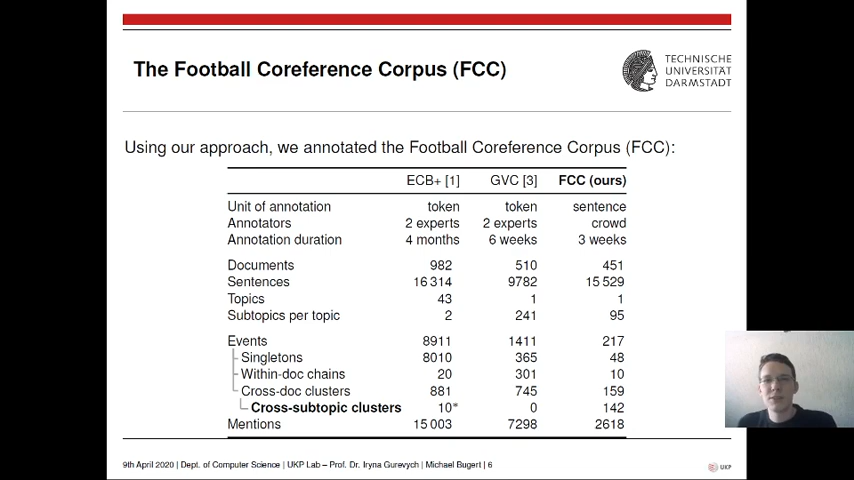 The Football Coreference Corpus (FCC)
TECHNISCHE
UNIVERSITÄT
DARMSTADT
Using our approach, we annotated the Football Coreference Corpus (FCC):
ECB+ [1] GVC [3] FCC (ours)
Unit of annotation token token sentence
Annotators 2 experts 2 experts crowd
Annotation duration 4 months 6 weeks 3 weeks
Documents 982 510 451
Sentences 16 314 9782 15 529
Topics 43 1 1
Subtopics per topic 2 241 95
Events 8911 1411 217
Singletons 8010 365 48
Within-doc chains 20 301 10
Cross-doc clusters 881 745 159
Cross-subtopic clusters 10* 0 142
Mentions 15 003 7298 2618
9th April 2020 | Dept. of Computer Science | UKP Lab – Prof. Dr. Iryna Gurevych | Michael Bugert | 6
UKP